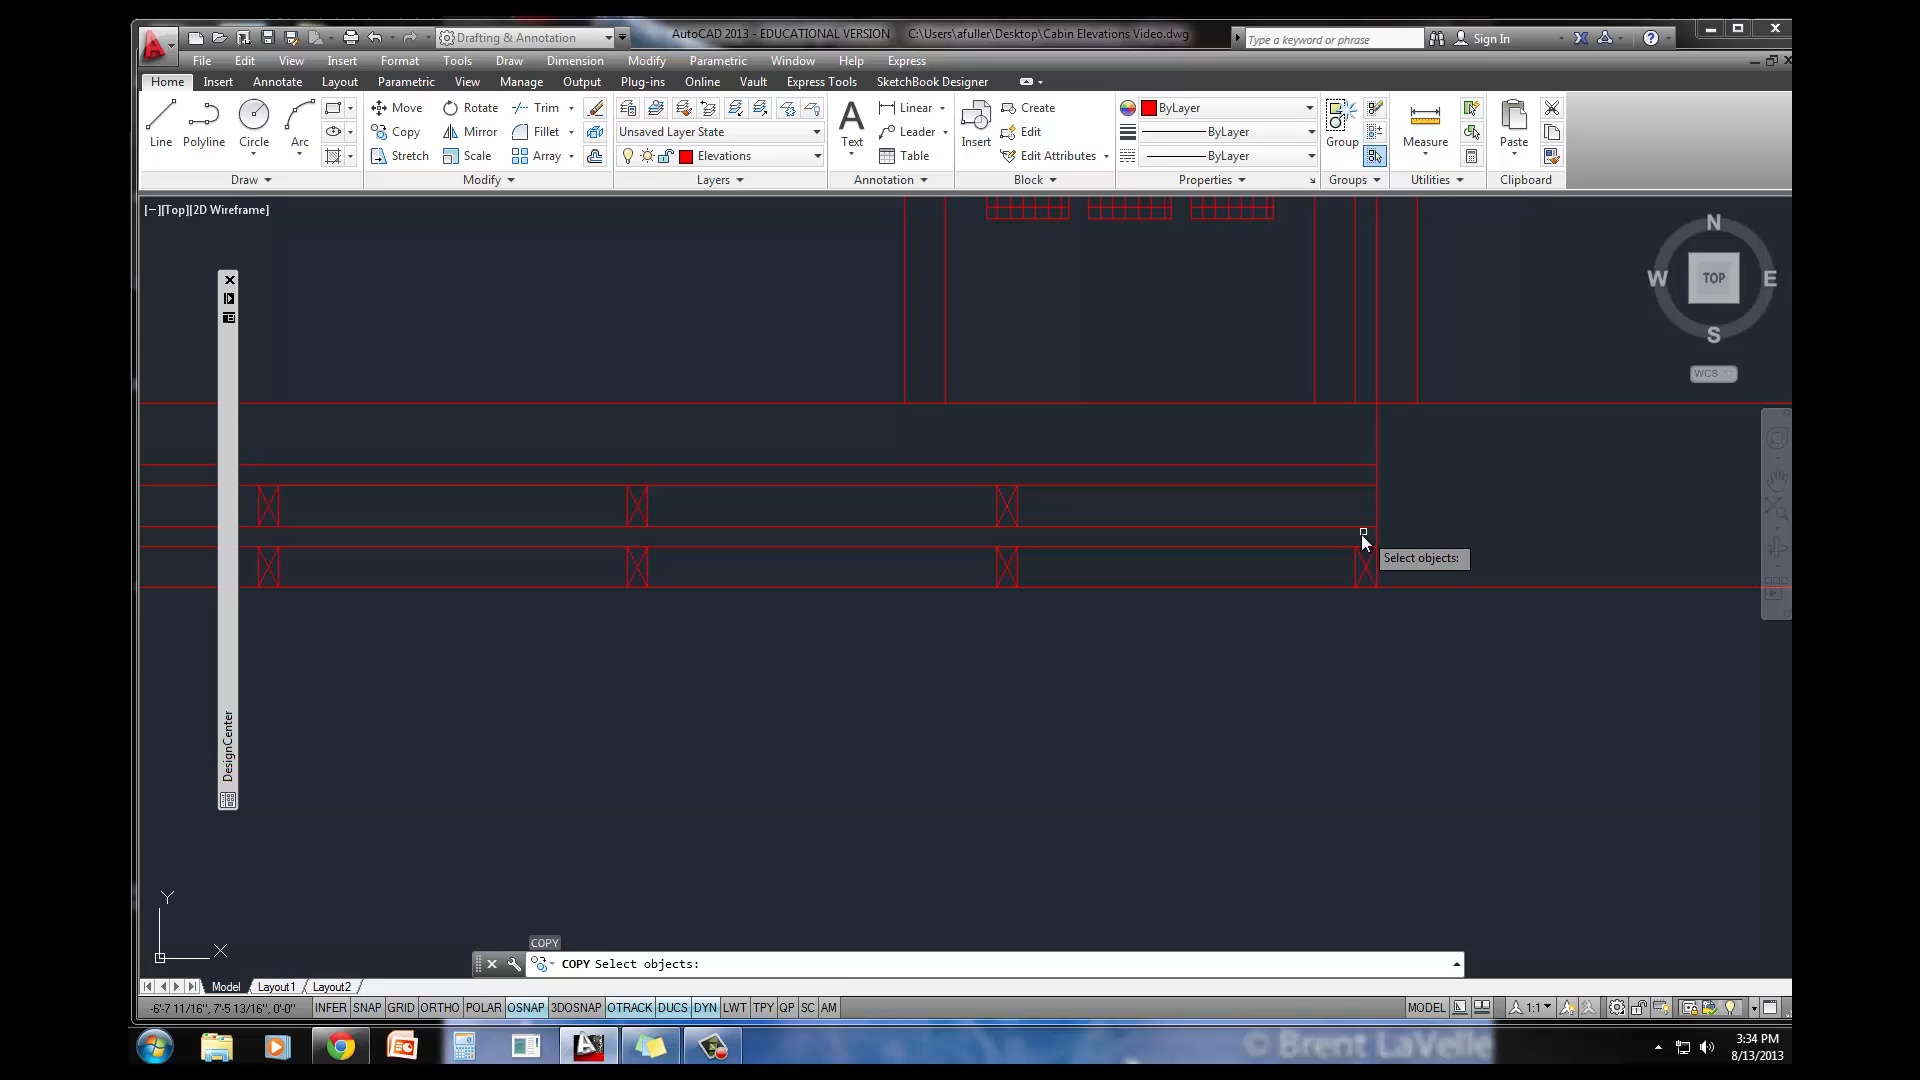 Drafting & Annotation
AutoCAD 2013 - EDUCATIONAL VERSION C:\Users\afuller\Desktop\Cabin Elevations Video.dwg
Type a keyword or phrase
Sign In
File Edit View Insert Format Tools Draw Dimension Modify Parametric Window Help Express
Home Insert Annotate Layout Parametric View Manage Output Plug-ins Online Vault Express Tools SketchBook Designer
Line Polyline Circle Arc
Move Rotate Trim
Copy Mirror Fillet
Stretch Scale Array
Unsaved Layer State
Elevations
Text
Linear
Leader
Table
Insert
Create
Edit
Edit Attributes
ByLayer
ByLayer
ByLayer
Group
Measure
Paste
Draw Modify Layers Annotation Block Properties Groups Utilities Clipboard
[−][Top][2D Wireframe]
N
W TOP E
S
WCS
Select objects:
DesignCenter
Y
X
COPY
COPY Select objects:
Model Layout1 Layout2
-6'-7 11/16", 7'-5 13/16", 0'-0" INFER SNAP GRID ORTHO POLAR OSNAP 3DOSNAP OTRACK DUCS DYN LWT TPY QP SC AM
MODEL 1:1
© Brent LaVelle
3:34 PM
8/13/2013